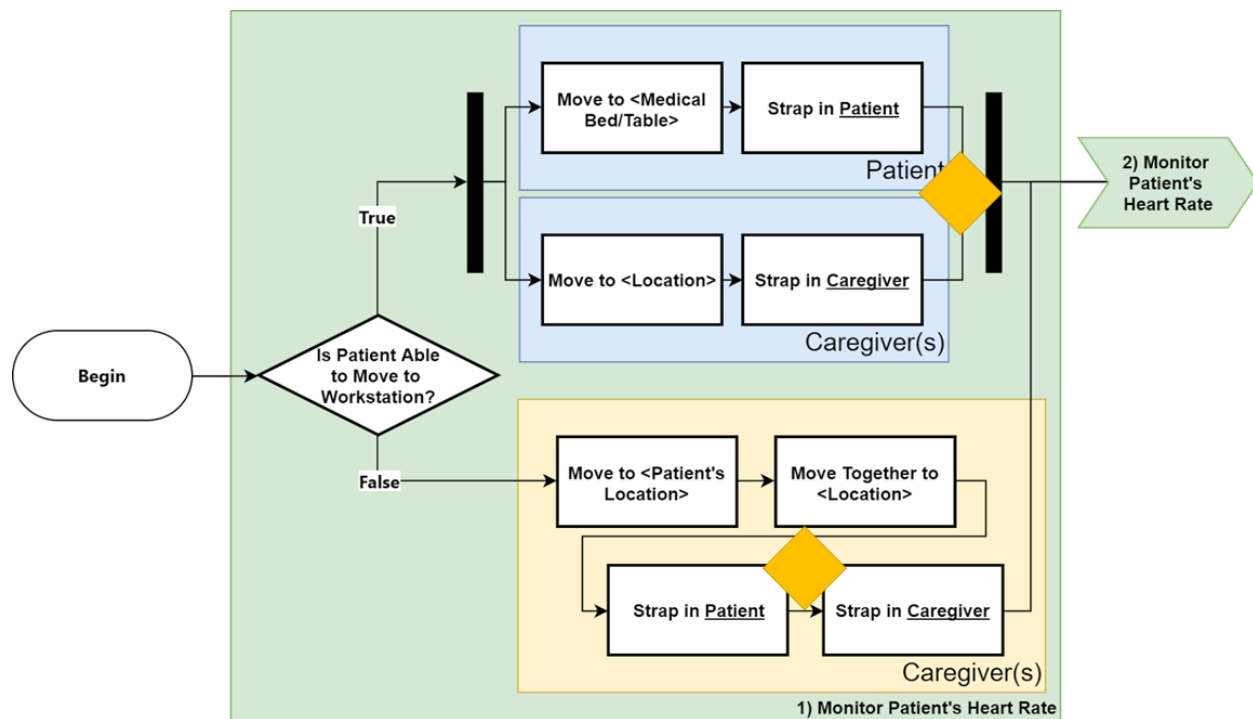 Move to <Medical
Bed/Table>
Strap in Patient
Patient
True
Move to <Location>
Strap in Caregiver
Caregiver(s)
2) Monitor
Patient's
Heart Rate
Begin
Is Patient Able
to Move to
Workstation?
False
Move to <Patient's
Location>
Move Together to
<Location>
Strap in Patient
Strap in Caregiver
Caregiver(s)
1) Monitor Patient's Heart Rate